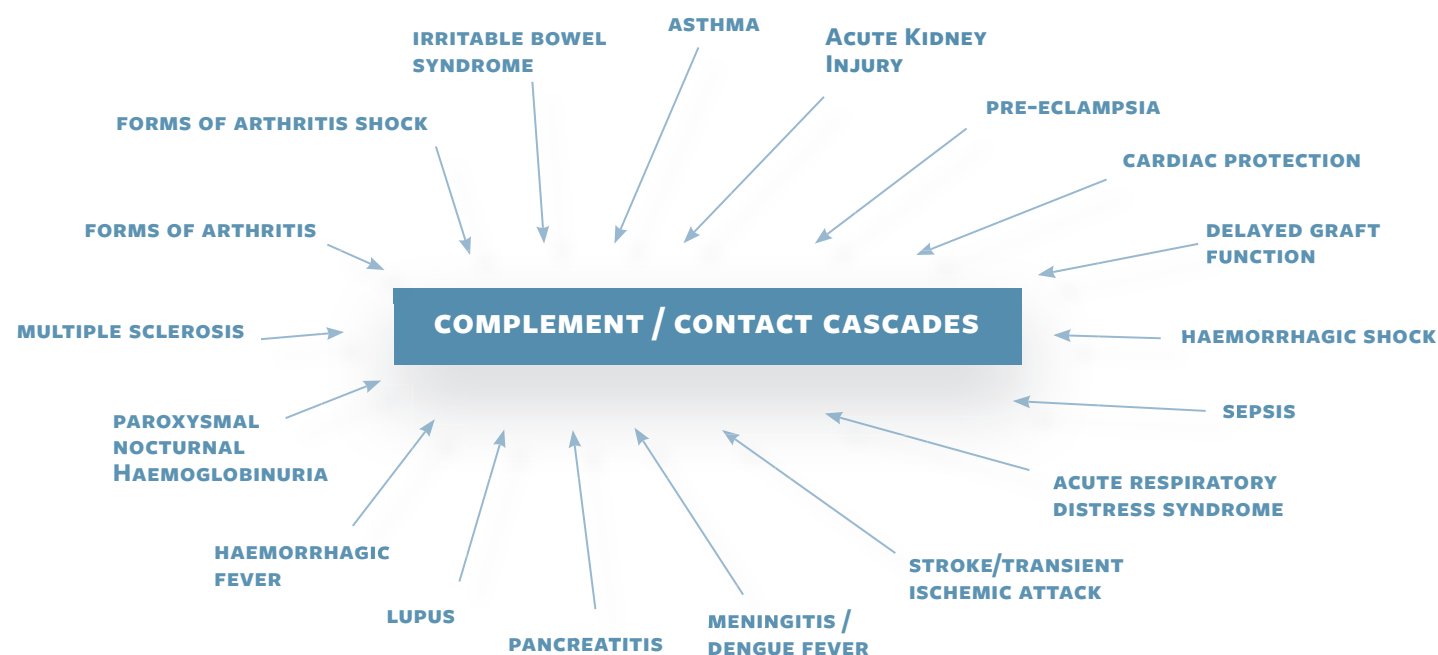 ASTHMA
IRRITABLE BOWEL
SYNDROME
ACUTE KIDNEY
INJURY
PRE-ECLAMPSIA
FORMS OF ARTHRITIS SHOCK
CARDIAC PROTECTION
FORMS OF ARTHRITIS
DELAYED GRAFT
FUNCTION
COMPLEMENT / CONTACT CASCADES
MULTIPLE SCLEROSIS
HAEMORRHAGIC SHOCK
SEPSIS
PAROXYSMAL
NOCTURNAL
HAEMOGLOBINURIA
ACUTE RESPIRATORY
DISTRESS SYNDROME
HAEMORRHAGIC
FEVER
STROKE/TRANSIENT
ISCHEMIC ATTACK
LUPUS
PANCREATITIS
MENINGITIS /
DENGUE FEVER